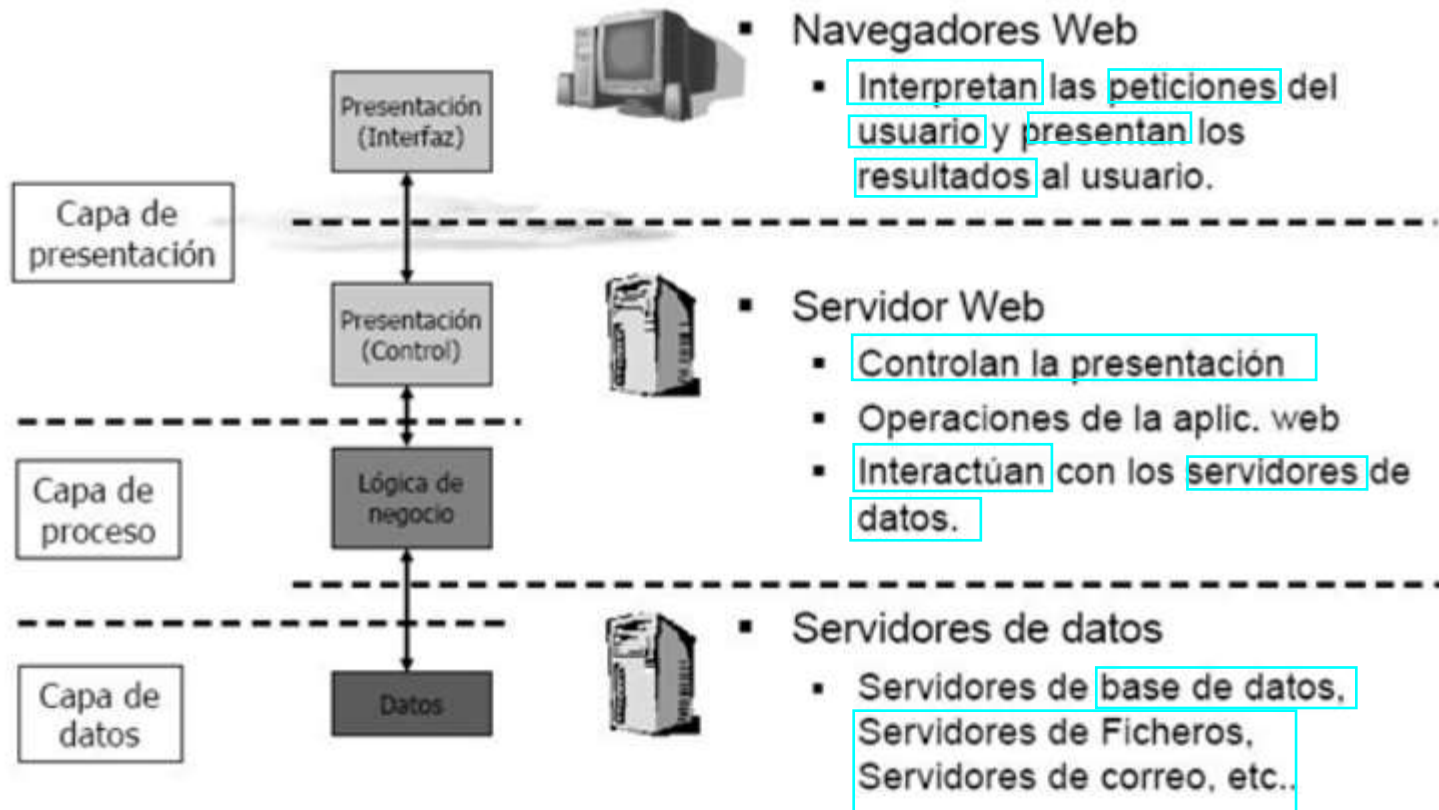 Capa de
presentación
Capa de
proceso
Capa de
datos
Presentación
(Interfaz)
Presentación
(Control)
Lógica de
negocio
Datos
▪ Navegadores Web
▪ Interpretan las peticiones del
usuario y presentan los
resultados al usuario.
▪ Servidor Web
▪ Controlan la presentación
▪ Operaciones de la aplic. web
▪ Interactúan con los servidores de
datos.
▪ Servidores de datos
▪ Servidores de base de datos,
Servidores de Ficheros,
Servidores de correo, etc..